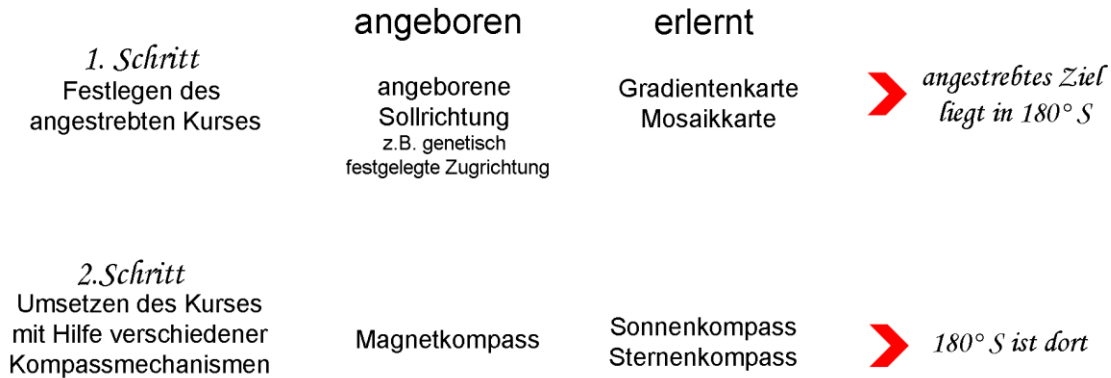 angeboren
erlernt
1. Schritt
Festlegen des
angestrebten Kurses
angeborene
Sollrichtung
z.B. genetisch
festgelegte Zugrichtung
Gradientenkarte
Mosaikkarte
angestrebtes Ziel
liegt in 180° S
2.Schritt
Umsetzen des Kurses
mit Hilfe verschiedener
Kompassmechanismen
Magnetkompass
Sonnenkompass
Sternenkompass
180° S ist dort